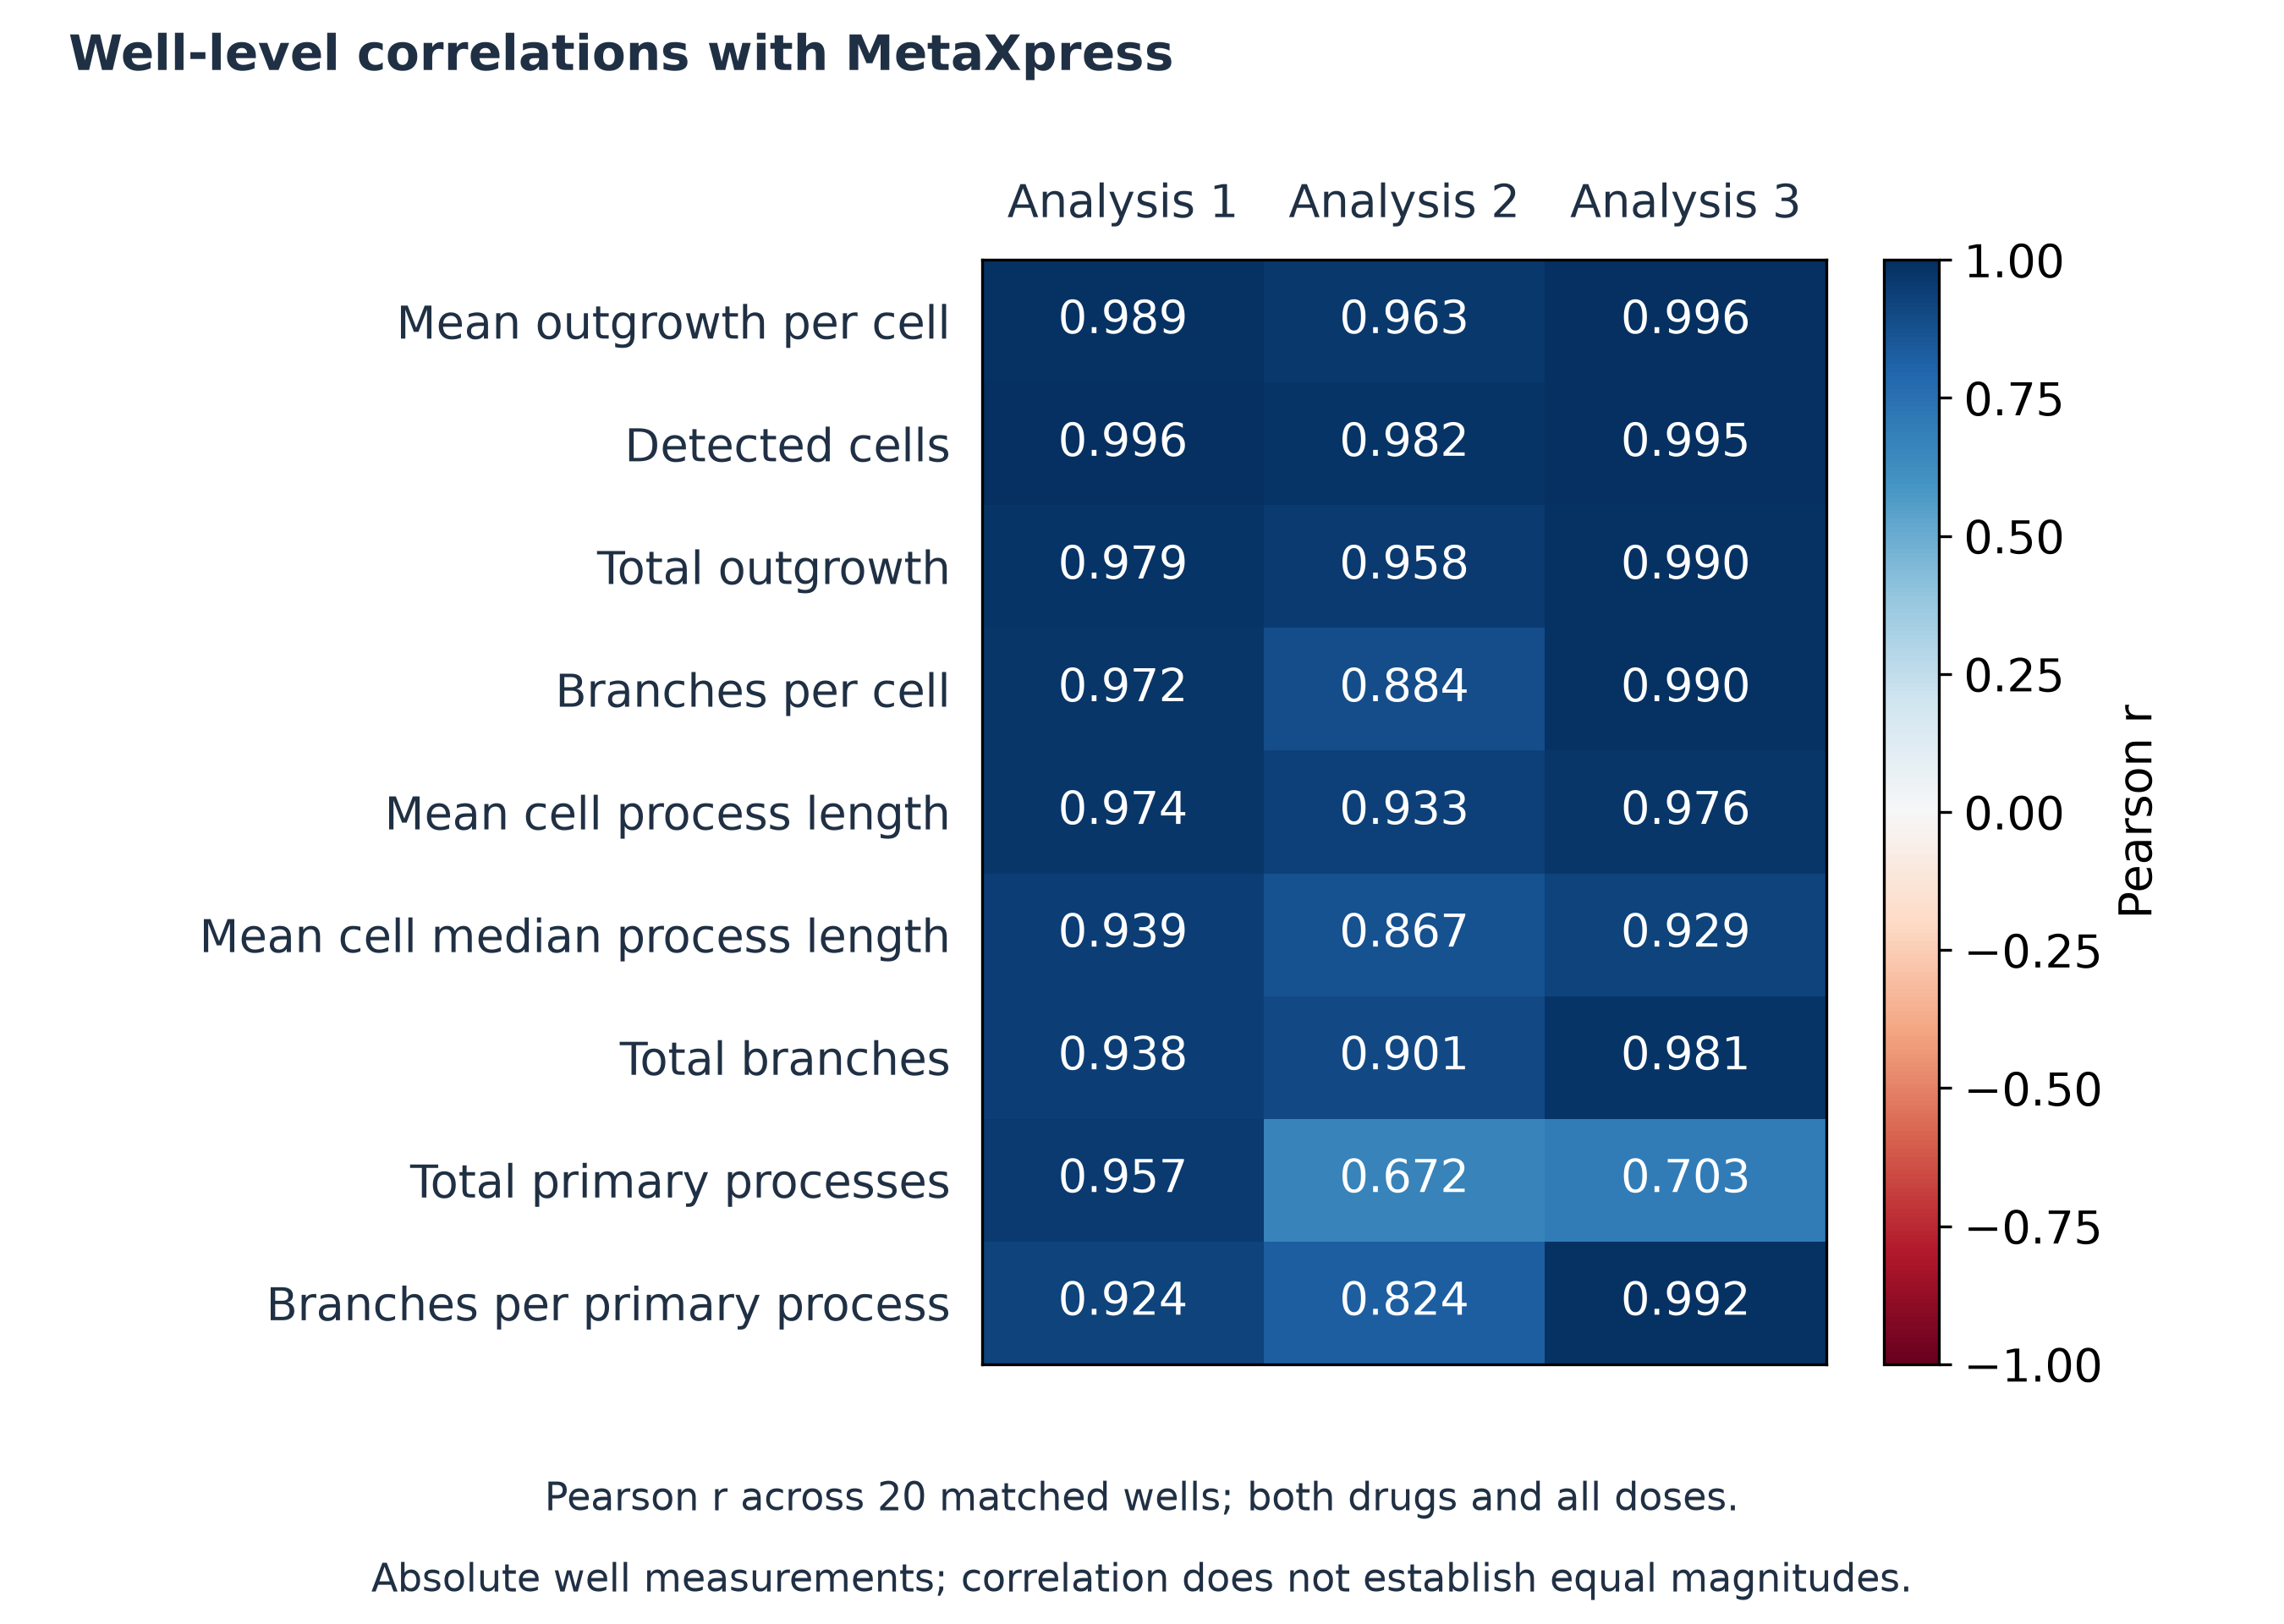 Well-level correlations with MetaXpress
Analysis 1 Analysis 2 Analysis 3
Mean outgrowth per cell 0.989 0.963 0.996
Detected cells 0.996 0.982 0.995
Total outgrowth 0.979 0.958 0.990
Branches per cell 0.972 0.884 0.990
Mean cell process length 0.974 0.933 0.976
Mean cell median process length 0.939 0.867 0.929
Total branches 0.938 0.901 0.981
Total primary processes 0.957 0.672 0.703
Branches per primary process 0.924 0.824 0.992
1.00
0.75
0.50
0.25
0.00
−0.25
−0.50
−0.75
−1.00
Pearson r
Pearson r across 20 matched wells; both drugs and all doses.
Absolute well measurements; correlation does not establish equal magnitudes.